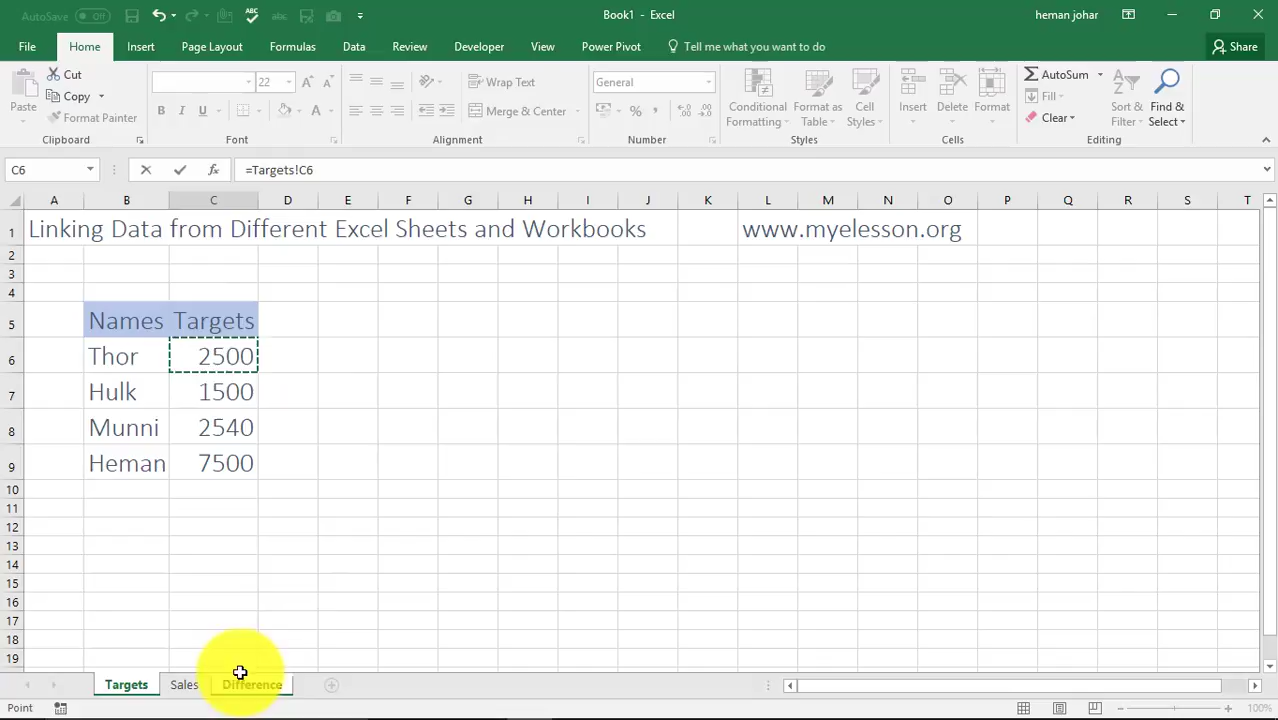 AutoSave Off
Book1 - Excel
heman johar
File Home Insert Page Layout Formulas Data Review View Developer Power Pivot Tell me what you want to do Share
Paste
Cut
Copy
Format Painter
Clipboard
22
B I U
Font
Wrap Text
Merge & Center
Alignment
General
Number
Conditional Formatting
Format as Table
Cell Styles
Styles
Insert
Delete
Format
Cells
AutoSum
Fill
Clear
Sort & Filter
Find & Select
Editing
C6 fx =Targets!C6
A B C D E F G H I J K L M N O P Q R S T
1 Linking Data from Different Excel Sheets and Workbooks www.myelesson.org
2
3
4
5 Names Targets
6 Thor 2500
7 Hulk 1500
8 Munni 2540
9 Heman 7500
10
11
12
13
14
15
16
17
18
19
Targets Sales Difference
Point 100%